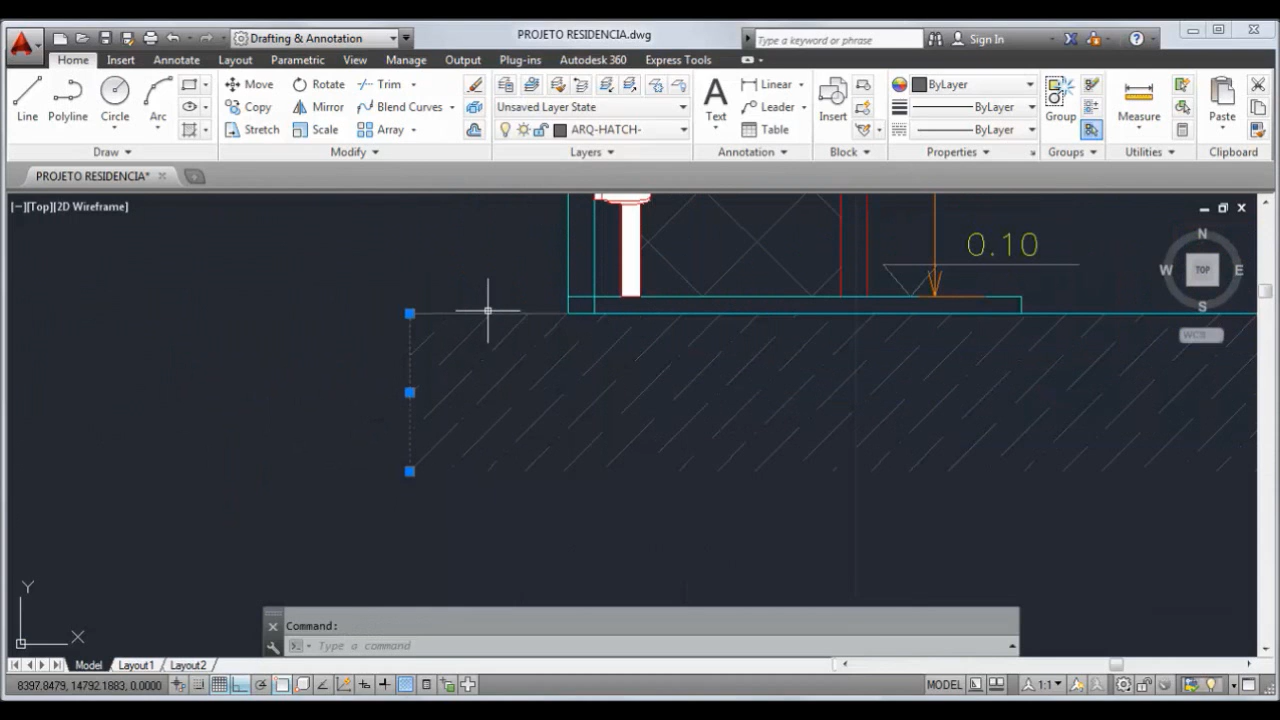 Drafting & Annotation
PROJETO RESIDENCIA.dwg
Type a keyword or phrase
Sign In
Home Insert Annotate Layout Parametric View Manage Output Plug-ins Autodesk 360 Express Tools
Line Polyline Circle Arc
Move Rotate Trim
Copy Mirror Blend Curves
Stretch Scale Array
Unsaved Layer State
ARQ-HATCH-
Text
Linear
Leader
Table
Insert
ByLayer
ByLayer
ByLayer
Group
Measure
Paste
Draw Modify Layers Annotation Block Properties Groups Utilities Clipboard
PROJETO RESIDENCIA*
[−][Top][2D Wireframe]
N
W TOP E
S
WCS
0.10
Y
X
Command:
Type a command
Model Layout1 Layout2
8397.8479, 14792.1883, 0.0000
MODEL
1:1